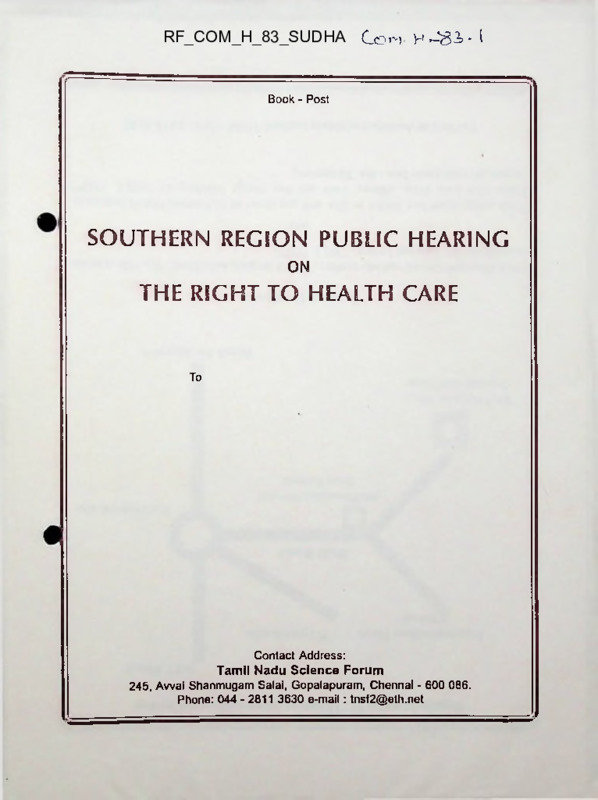 RF_COM_H_83_SUDHA Com. H-83.1
Book - Post
SOUTHERN REGION PUBLIC HEARING
ON
THE RIGHT TO HEALTH CARE
To
Contact Address:
Tamil Nadu Science Forum
245, Avvai Shanmugam Salai, Gopalapuram, Chennai - 600 086.
Phone: 044 - 2811 3630 e-mail : tnsf2@eth.net